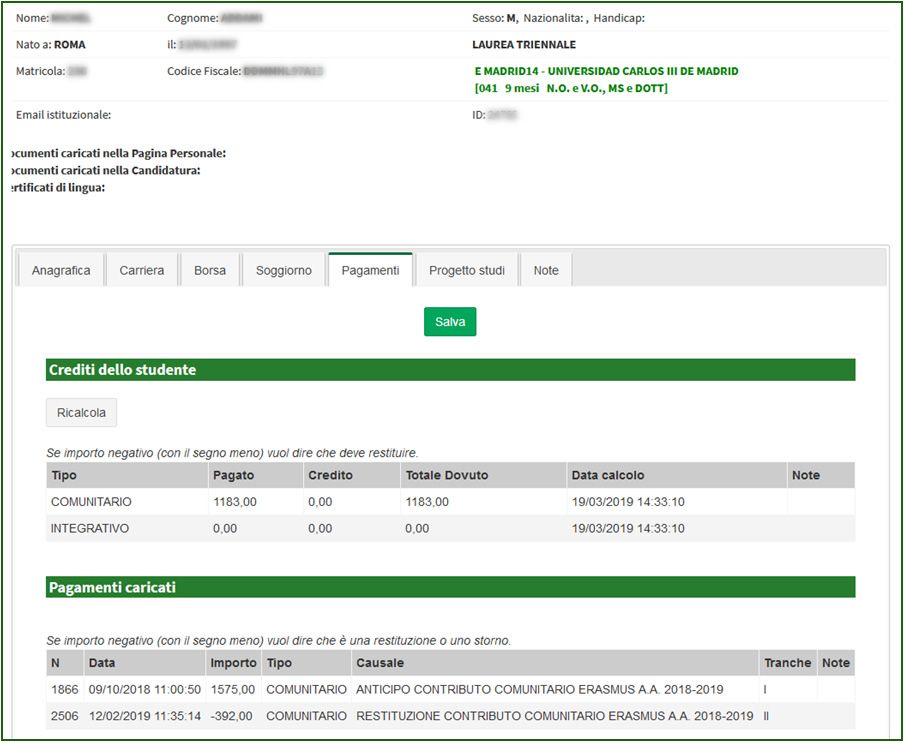 Nome: Cognome: Sesso: M, Nazionalita: , Handicap:
Nato a: ROMA il: LAUREA TRIENNALE
Matricola: Codice Fiscale: E MADRID14 - UNIVERSIDAD CARLOS III DE MADRID
[041 9 mesi N.O. e V.O., MS e DOTT]
Email istituzionale: ID:
ocumenti caricati nella Pagina Personale:
ocumenti caricati nella Candidatura:
ertificati di lingua:
Anagrafica Carriera Borsa Soggiorno Pagamenti Progetto studi Note
Salva
Crediti dello studente
Ricalcola
Se importo negativo (con il segno meno) vuol dire che deve restituire.
Tipo Pagato Credito Totale Dovuto Data calcolo Note
COMUNITARIO 1183,00 0,00 1183,00 19/03/2019 14:33:10
INTEGRATIVO 0,00 0,00 0,00 19/03/2019 14:33:10
Pagamenti caricati
Se importo negativo (con il segno meno) vuol dire che è una restituzione o uno storno.
N Data Importo Tipo Causale Tranche Note
1866 09/10/2018 11:00:50 1575,00 COMUNITARIO ANTICIPO CONTRIBUTO COMUNITARIO ERASMUS A.A. 2018-2019 I
2506 12/02/2019 11:35:14 -392,00 COMUNITARIO RESTITUZIONE CONTRIBUTO COMUNITARIO ERASMUS A.A. 2018-2019 II